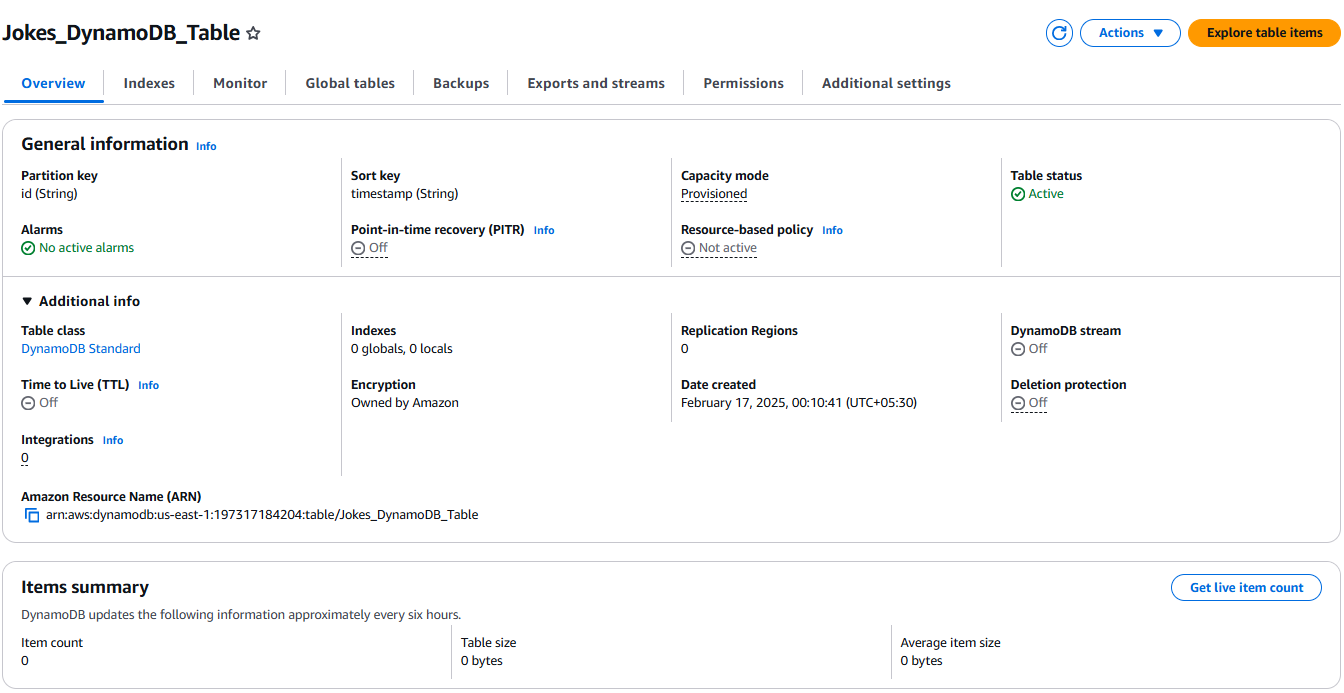 Jokes_DynamoDB_Table
Actions
Explore table items
Overview
Indexes
Monitor
Global tables
Backups
Exports and streams
Permissions
Additional settings
General information Info
Partition key
id (String)
Sort key
timestamp (String)
Capacity mode
Provisioned
Table status
Active
Alarms
No active alarms
Point-in-time recovery (PITR) Info
Off
Resource-based policy Info
Not active
Additional info
Table class
DynamoDB Standard
Indexes
0 globals, 0 locals
Replication Regions
0
DynamoDB stream
Off
Time to Live (TTL) Info
Off
Encryption
Owned by Amazon
Date created
February 17, 2025, 00:10:41 (UTC+05:30)
Deletion protection
Off
Integrations Info
0
Amazon Resource Name (ARN)
arn:aws:dynamodb:us-east-1:197317184204:table/Jokes_DynamoDB_Table
Items summary
Get live item count
DynamoDB updates the following information approximately every six hours.
Item count
0
Table size
0 bytes
Average item size
0 bytes